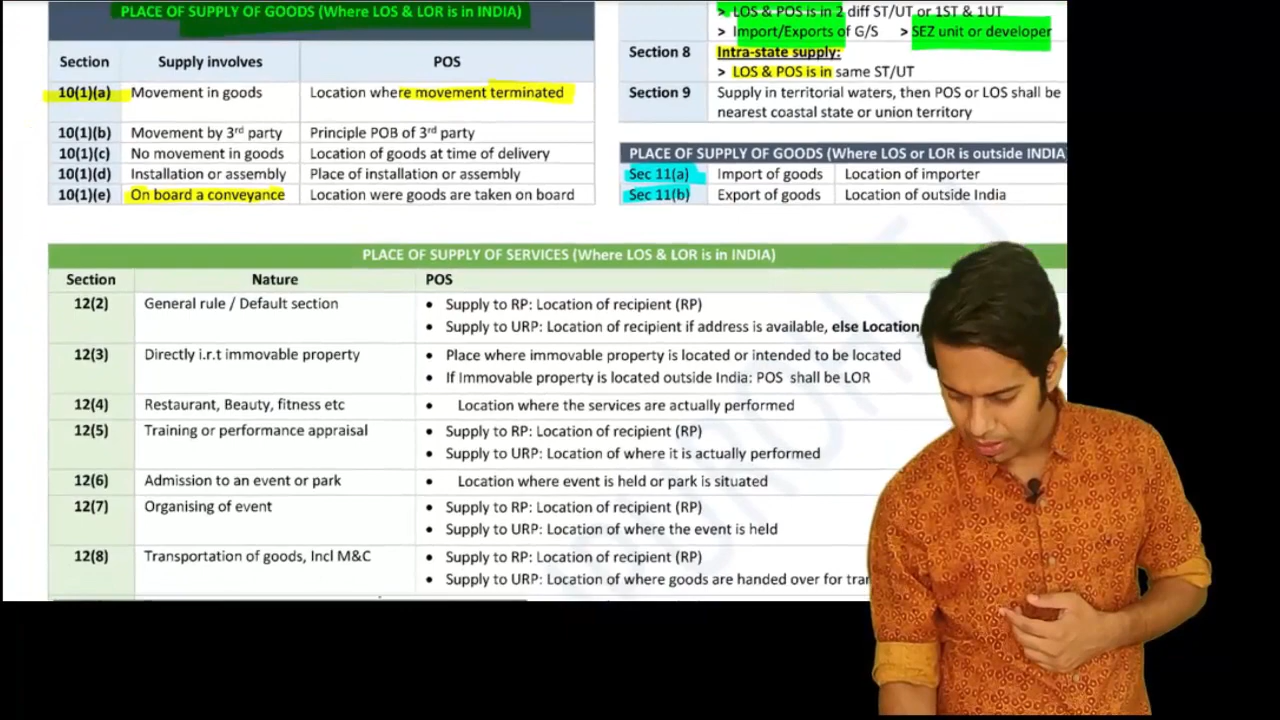 PLACE OF SUPPLY OF GOODS (Where LOS & LOR is in INDIA)
Section Supply involves POS
10(1)(a) Movement in goods Location where movement terminated
10(1)(b) Movement by 3rd party Principle POB of 3rd party
10(1)(c) No movement in goods Location of goods at time of delivery
10(1)(d) Installation or assembly Place of installation or assembly
10(1)(e) On board a conveyance Location were goods are taken on board
> LOS & POS is in 2 diff ST/UT or 1ST & 1UT
> Import/Exports of G/S > SEZ unit or developer
Section 8 Intra-state supply:
> LOS & POS is in same ST/UT
Section 9 Supply in territorial waters, then POS or LOS shall be
nearest coastal state or union territory
PLACE OF SUPPLY OF GOODS (Where LOS or LOR is outside INDIA)
Sec 11(a) Import of goods Location of importer
Sec 11(b) Export of goods Location of outside India
PLACE OF SUPPLY OF SERVICES (Where LOS & LOR is in INDIA)
Section Nature POS
12(2) General rule / Default section • Supply to RP: Location of recipient (RP)
• Supply to URP: Location of recipient if address is available, else Location
12(3) Directly i.r.t immovable property • Place where immovable property is located or intended to be located
• If Immovable property is located outside India: POS shall be LOR
12(4) Restaurant, Beauty, fitness etc • Location where the services are actually performed
12(5) Training or performance appraisal • Supply to RP: Location of recipient (RP)
• Supply to URP: Location of where it is actually performed
12(6) Admission to an event or park • Location where event is held or park is situated
12(7) Organising of event • Supply to RP: Location of recipient (RP)
• Supply to URP: Location of where the event is held
12(8) Transportation of goods, Incl M&C • Supply to RP: Location of recipient (RP)
• Supply to URP: Location of where goods are handed over for